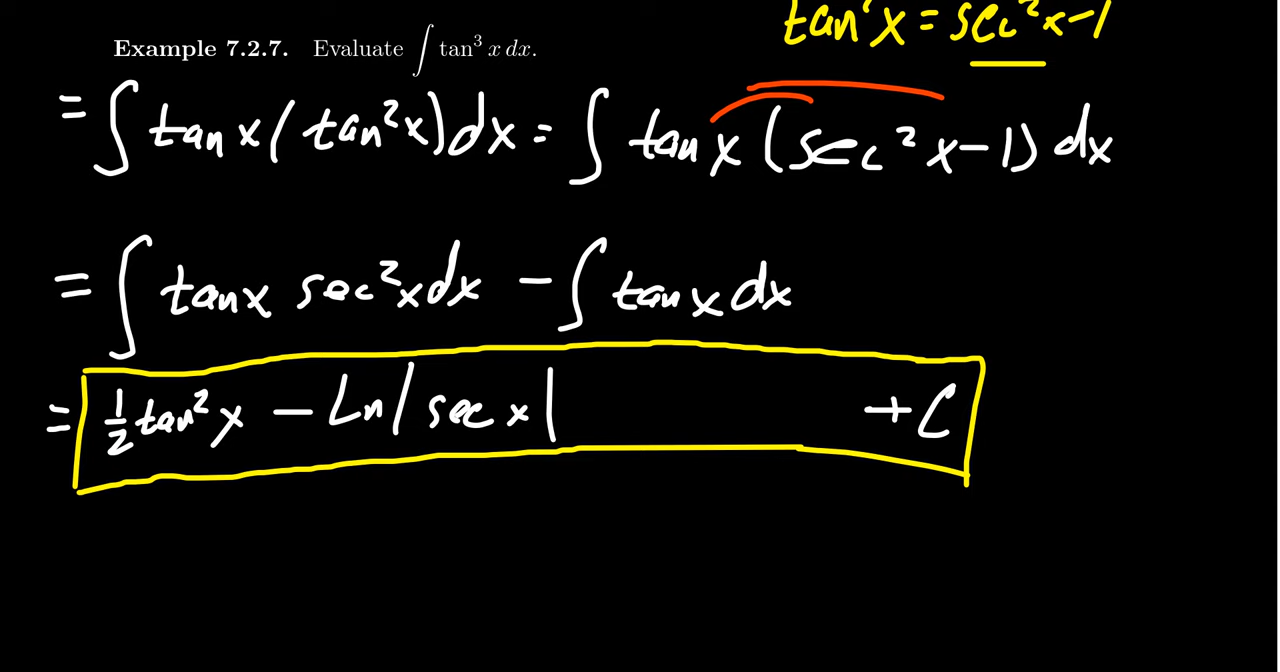 tan²x = sec²x-1
Example 7.2.7. Evaluate ∫ tan³ x dx.
= ∫ tan x (tan²x) dx = ∫ tan x (sec²x-1) dx
= ∫ tanx sec²x dx - ∫ tan x dx
= ½ tan²x - Ln|sec x| + C